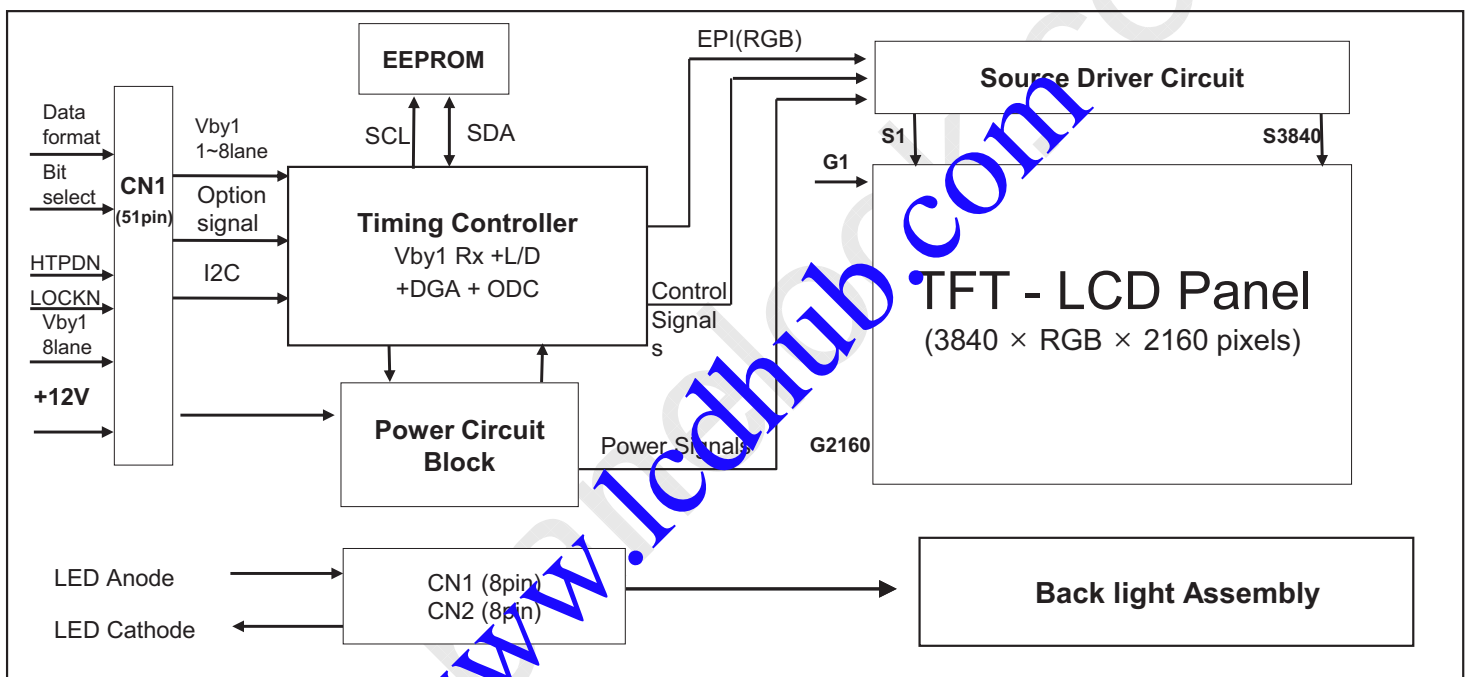 EEPROM
EPI(RGB)
Source Driver Circuit
Data
format
Bit
select
HTPDN
LOCKN
Vby1
8lane
+12V
CN1
(51pin)
Vby1
1~8lane
Option
signal
I2C
SCL
SDA
Timing Controller
Vby1 Rx +L/D
+DGA + ODC
Control
Signal
s
Power Circuit
Block
Power Signals
S1
S3840
G1
G2160
TFT - LCD Panel
(3840 × RGB × 2160 pixels)
LED Anode
LED Cathode
CN1 (8pin)
CN2 (8pin)
Back light Assembly
www.lcdhub.com